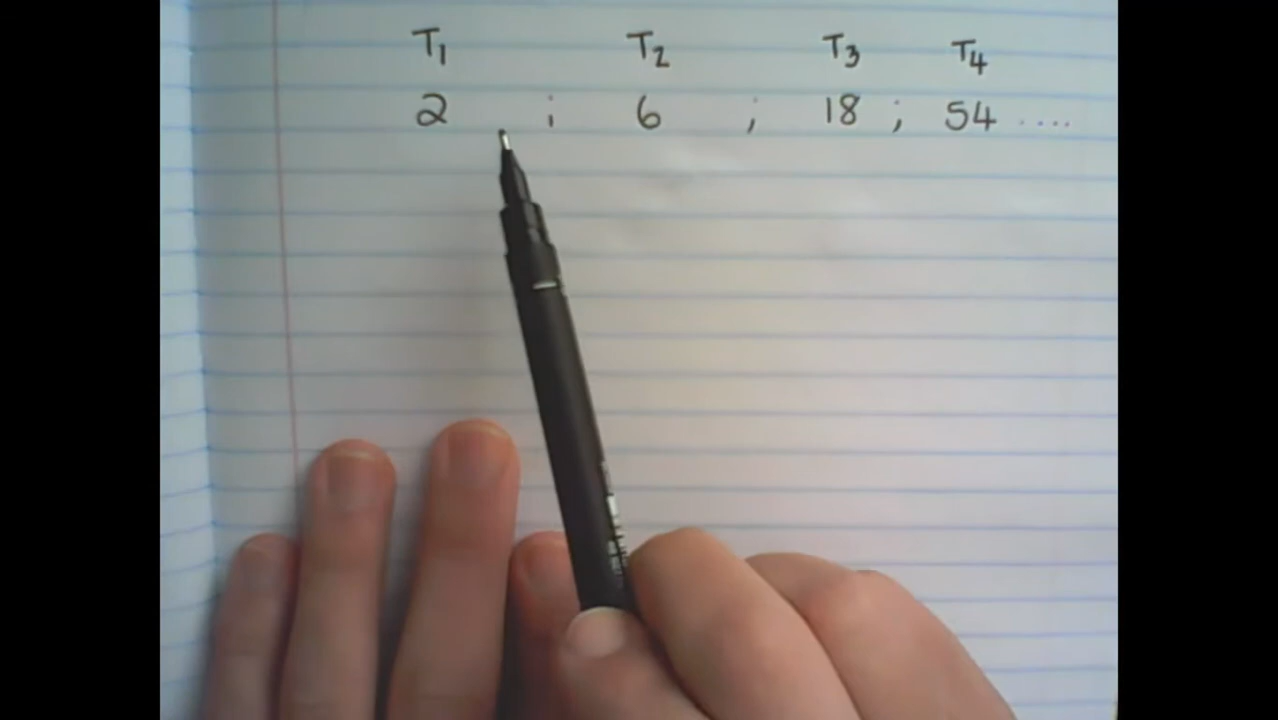 T₁ T₂ T₃ T₄
2 ; 6 ; 18 ; 54 ....